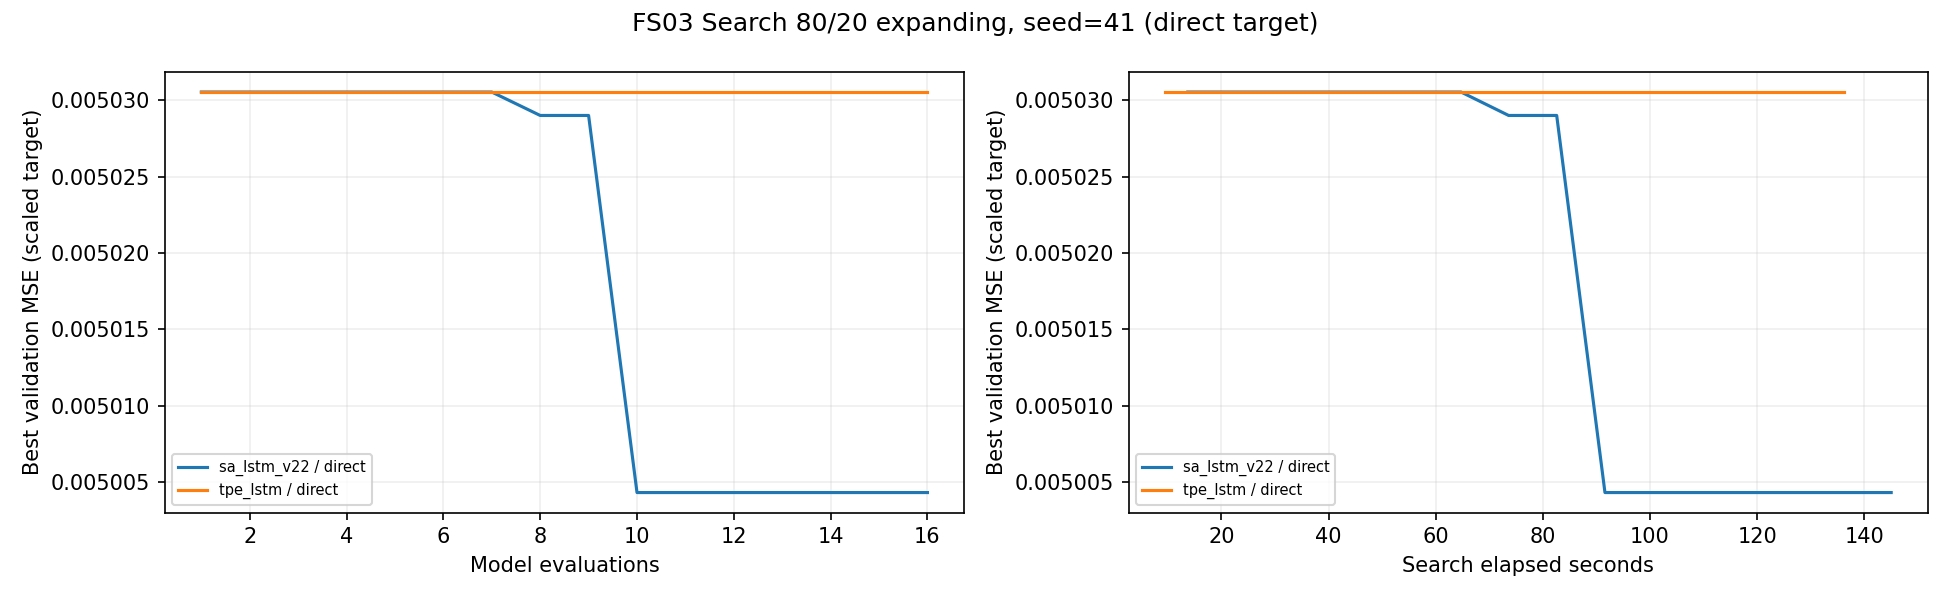 FS03 Search 80/20 expanding, seed=41 (direct target)
Best validation MSE (scaled target)
0.005030
0.005025
0.005020
0.005015
0.005010
0.005005
sa_lstm_v22 / direct
tpe_lstm / direct
2 4 6 8 10 12 14 16
Model evaluations
Best validation MSE (scaled target)
0.005030
0.005025
0.005020
0.005015
0.005010
0.005005
sa_lstm_v22 / direct
tpe_lstm / direct
20 40 60 80 100 120 140
Search elapsed seconds